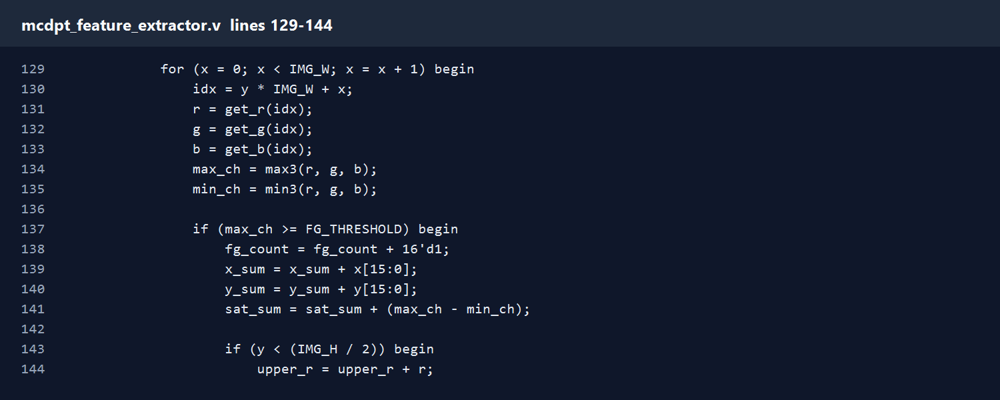 mcdpt_feature_extractor.v lines 129-144
129 for (x = 0; x < IMG_W; x = x + 1) begin
130 idx = y * IMG_W + x;
131 r = get_r(idx);
132 g = get_g(idx);
133 b = get_b(idx);
134 max_ch = max3(r, g, b);
135 min_ch = min3(r, g, b);
136
137 if (max_ch >= FG_THRESHOLD) begin
138 fg_count = fg_count + 16'd1;
139 x_sum = x_sum + x[15:0];
140 y_sum = y_sum + y[15:0];
141 sat_sum = sat_sum + (max_ch - min_ch);
142
143 if (y < (IMG_H / 2)) begin
144 upper_r = upper_r + r;